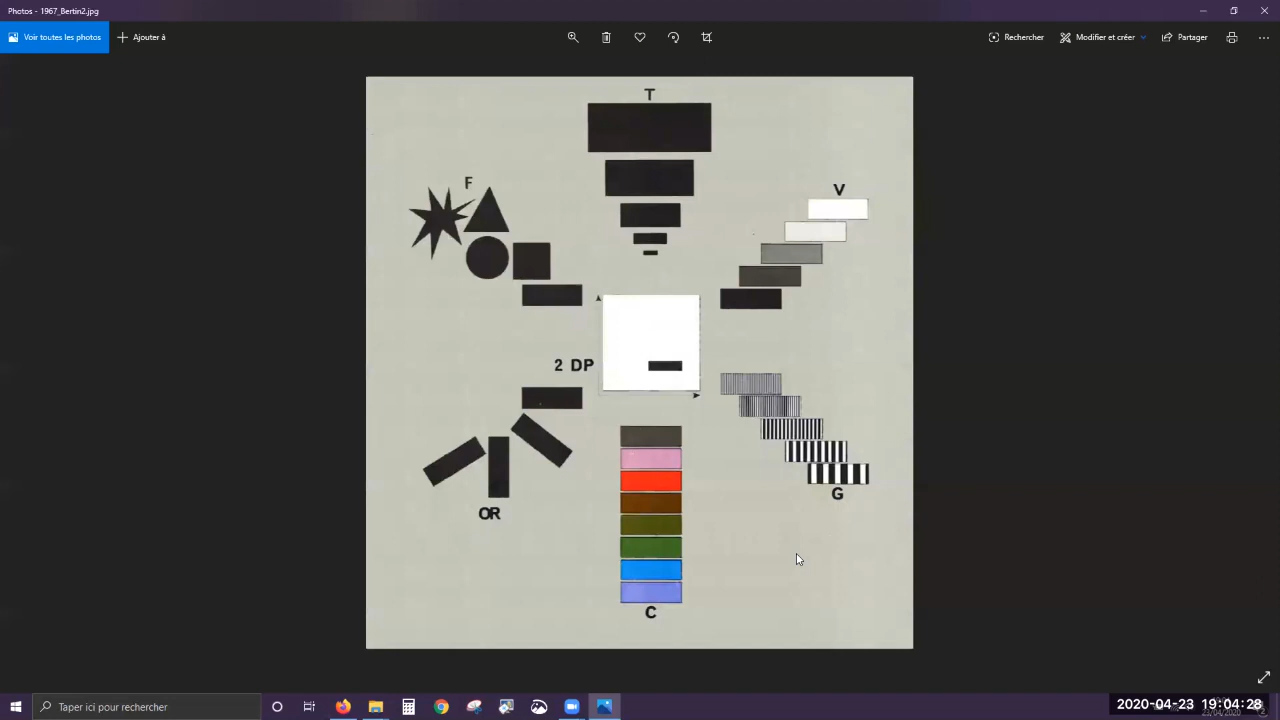 Photos - 1967_Bertin2.jpg
Voir toutes les photos
Ajouter à
Rechercher
Modifier et créer
Partager
T
F
V
2 DP
OR
G
C
Taper ici pour rechercher
2020-04-23 19:04:28